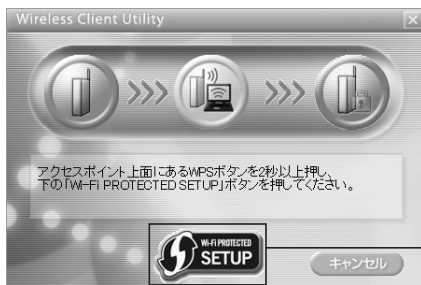 Wireless Client Utility
アクセスポイント上面にあるWPSボタンを2秒以上押し、
下の「Wi-Fi PROTECTED SETUP」ボタンを押してください。
Wi-Fi PROTECTED
SETUP
キャンセル